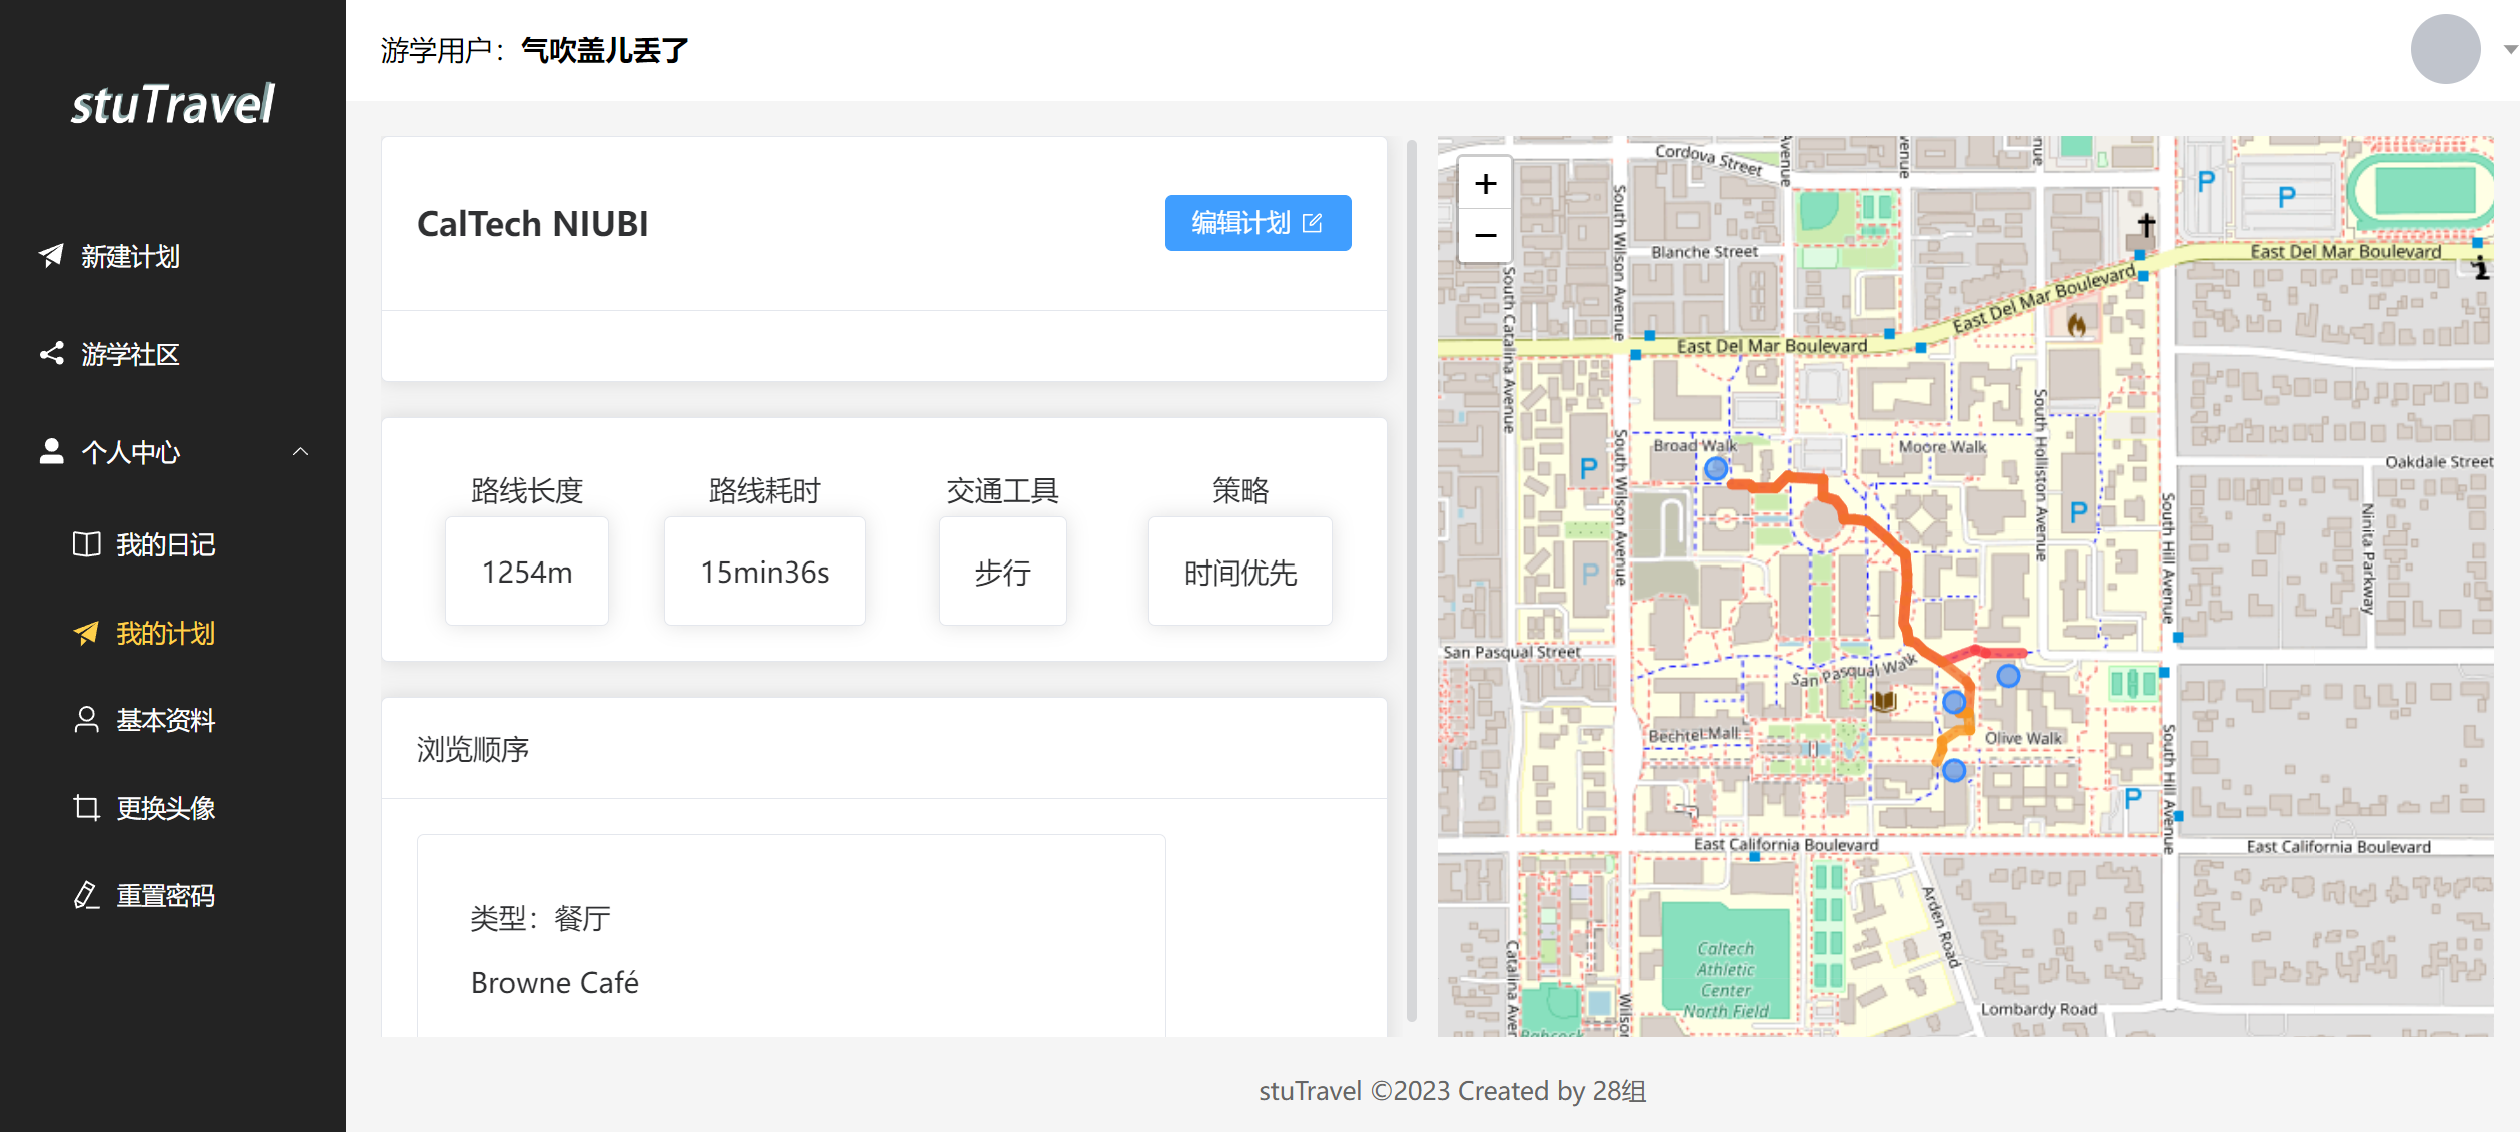 stuTravel
新建计划
游学社区
个人中心
我的日记
我的计划
基本资料
更换头像
重置密码
游学用户：气吹盖儿丢了
CalTech NIUBI
编辑计划
路线长度 路线耗时 交通工具 策略
1254m 15min36s 步行 时间优先
浏览顺序
类型：餐厅
Browne Café
+
−
Cordova Street
Avenue
venue
nue
P
P
South Wilson Avenue
South Catalina Avenue
Blanche Street
East Del Mar Boulevard
East Del Mar Boulevard
East Del Mar Boulevard
South Holliston Avenue
Broad Walk
Moore Walk
Oakdale Street
P
P
P
South Wilson Avenue
South Hill Avenue
Ninita Parkway
San Pasqual Street
San Pasqual Walk
Bechtel Mall
Olive Walk
South Hill Avenue
P
East California Boulevard
East California Boulevard
Arden Road
Caltech
Athletic
Center
North Field
Catalina Aven
Wilson
Lombardy Road
stuTravel ©2023 Created by 28组